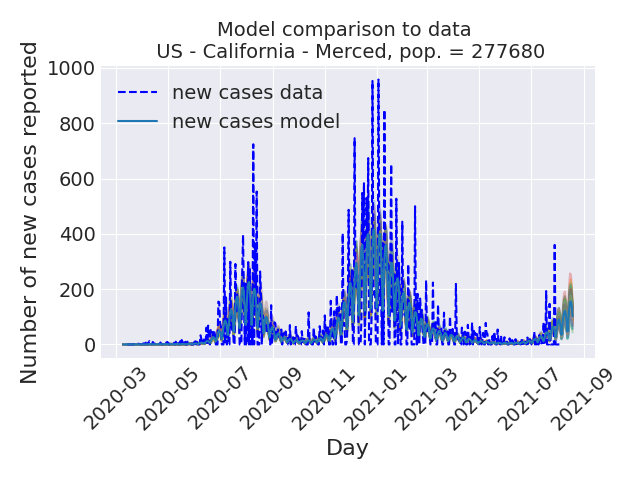 Model comparison to data
US - California - Merced, pop. = 277680
Number of new cases reported
1000
800
600
400
200
0
new cases data
new cases model
2020-03
2020-05
2020-07
2020-09
2020-11
2021-01
2021-03
2021-05
2021-07
2021-09
Day